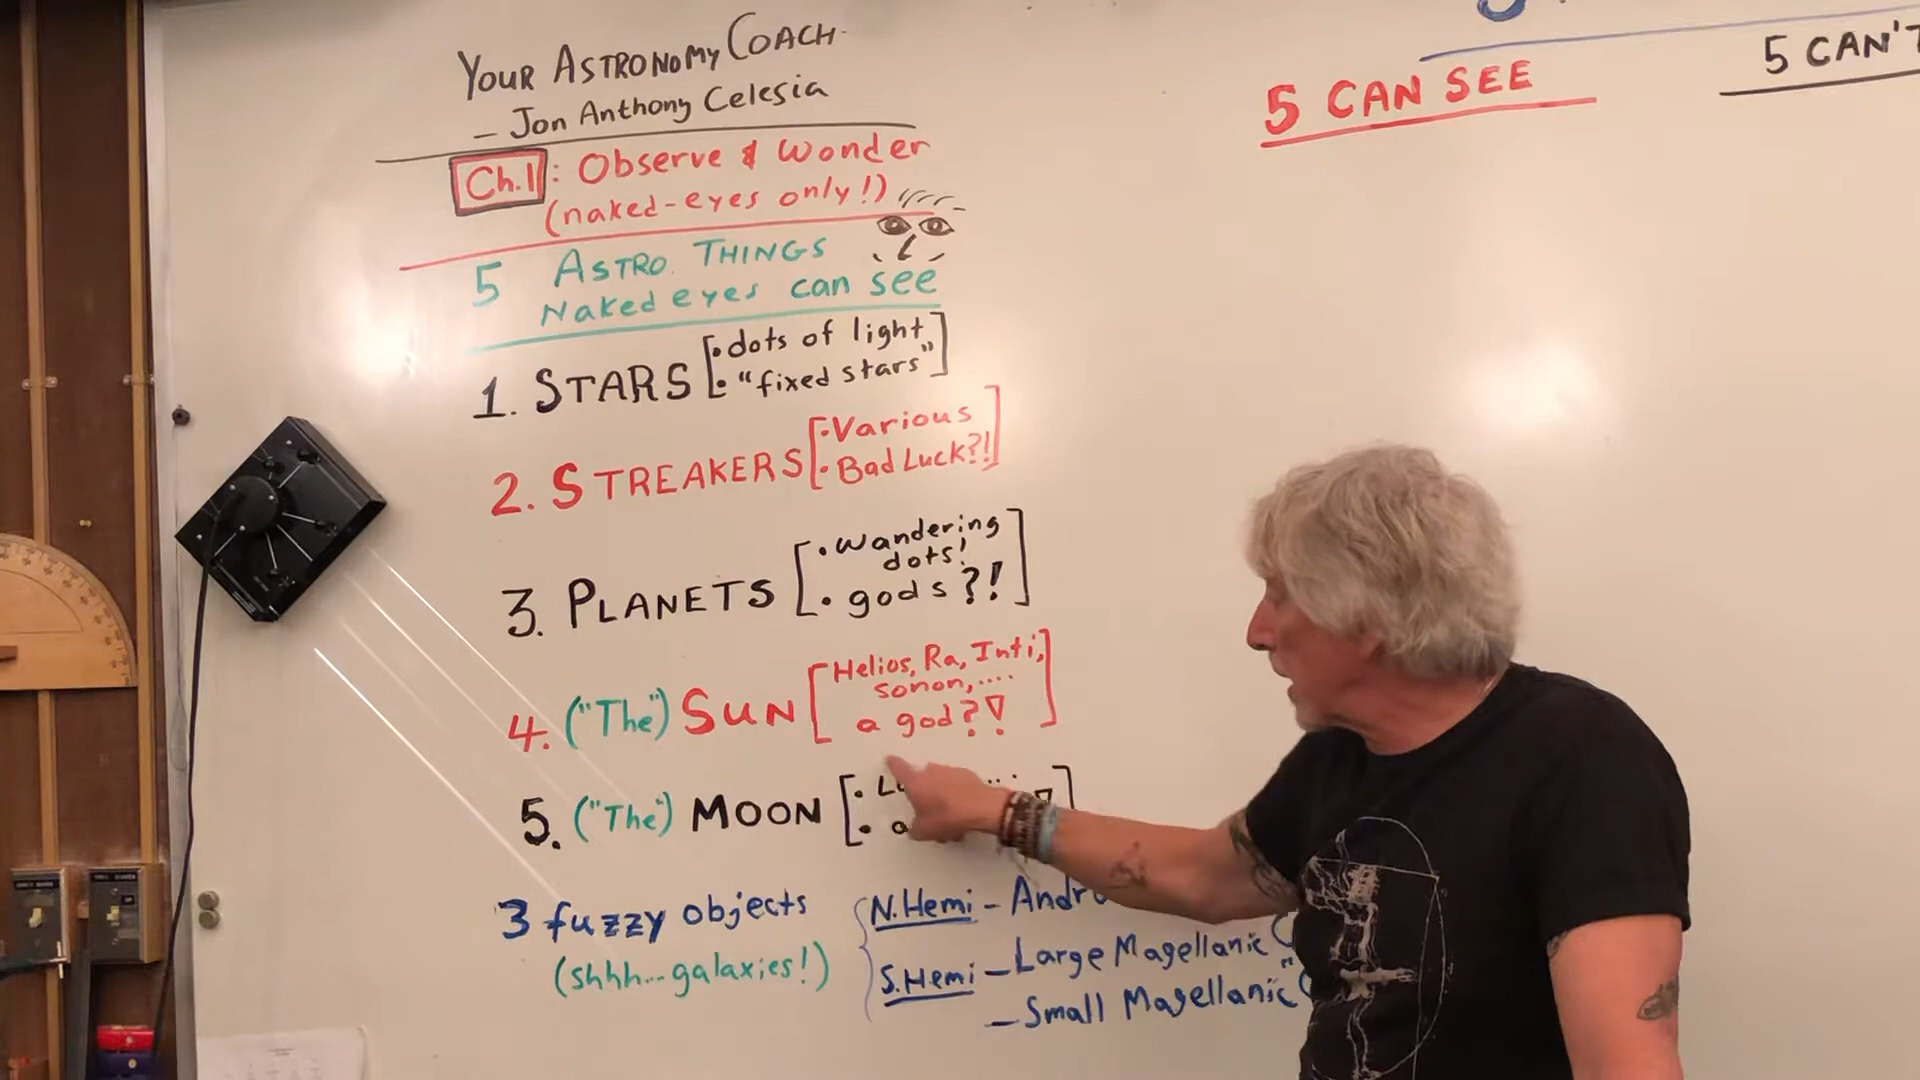 YOUR ASTRONOMY COACH
– Jon Anthony Celesia
Ch.1: Observe & Wonder
(naked-eyes only!)
5 ASTRO. THINGS
Naked eyes can see
1. STARS [• dots of light
• "fixed stars"]
2. STREAKERS [• Various
• Bad Luck?!]
3. PLANETS [• Wandering
dots!
• gods?!]
4. ("The") SUN [Helios, Ra, Inti,
sonon,....
a god?!]
5. ("The") MOON [•
• a
3 fuzzy objects
(shhh... galaxies!)
N. Hemi –
S. Hemi – Large Magellanic
– Small Magellanic
5 CAN SEE
5 CAN'T